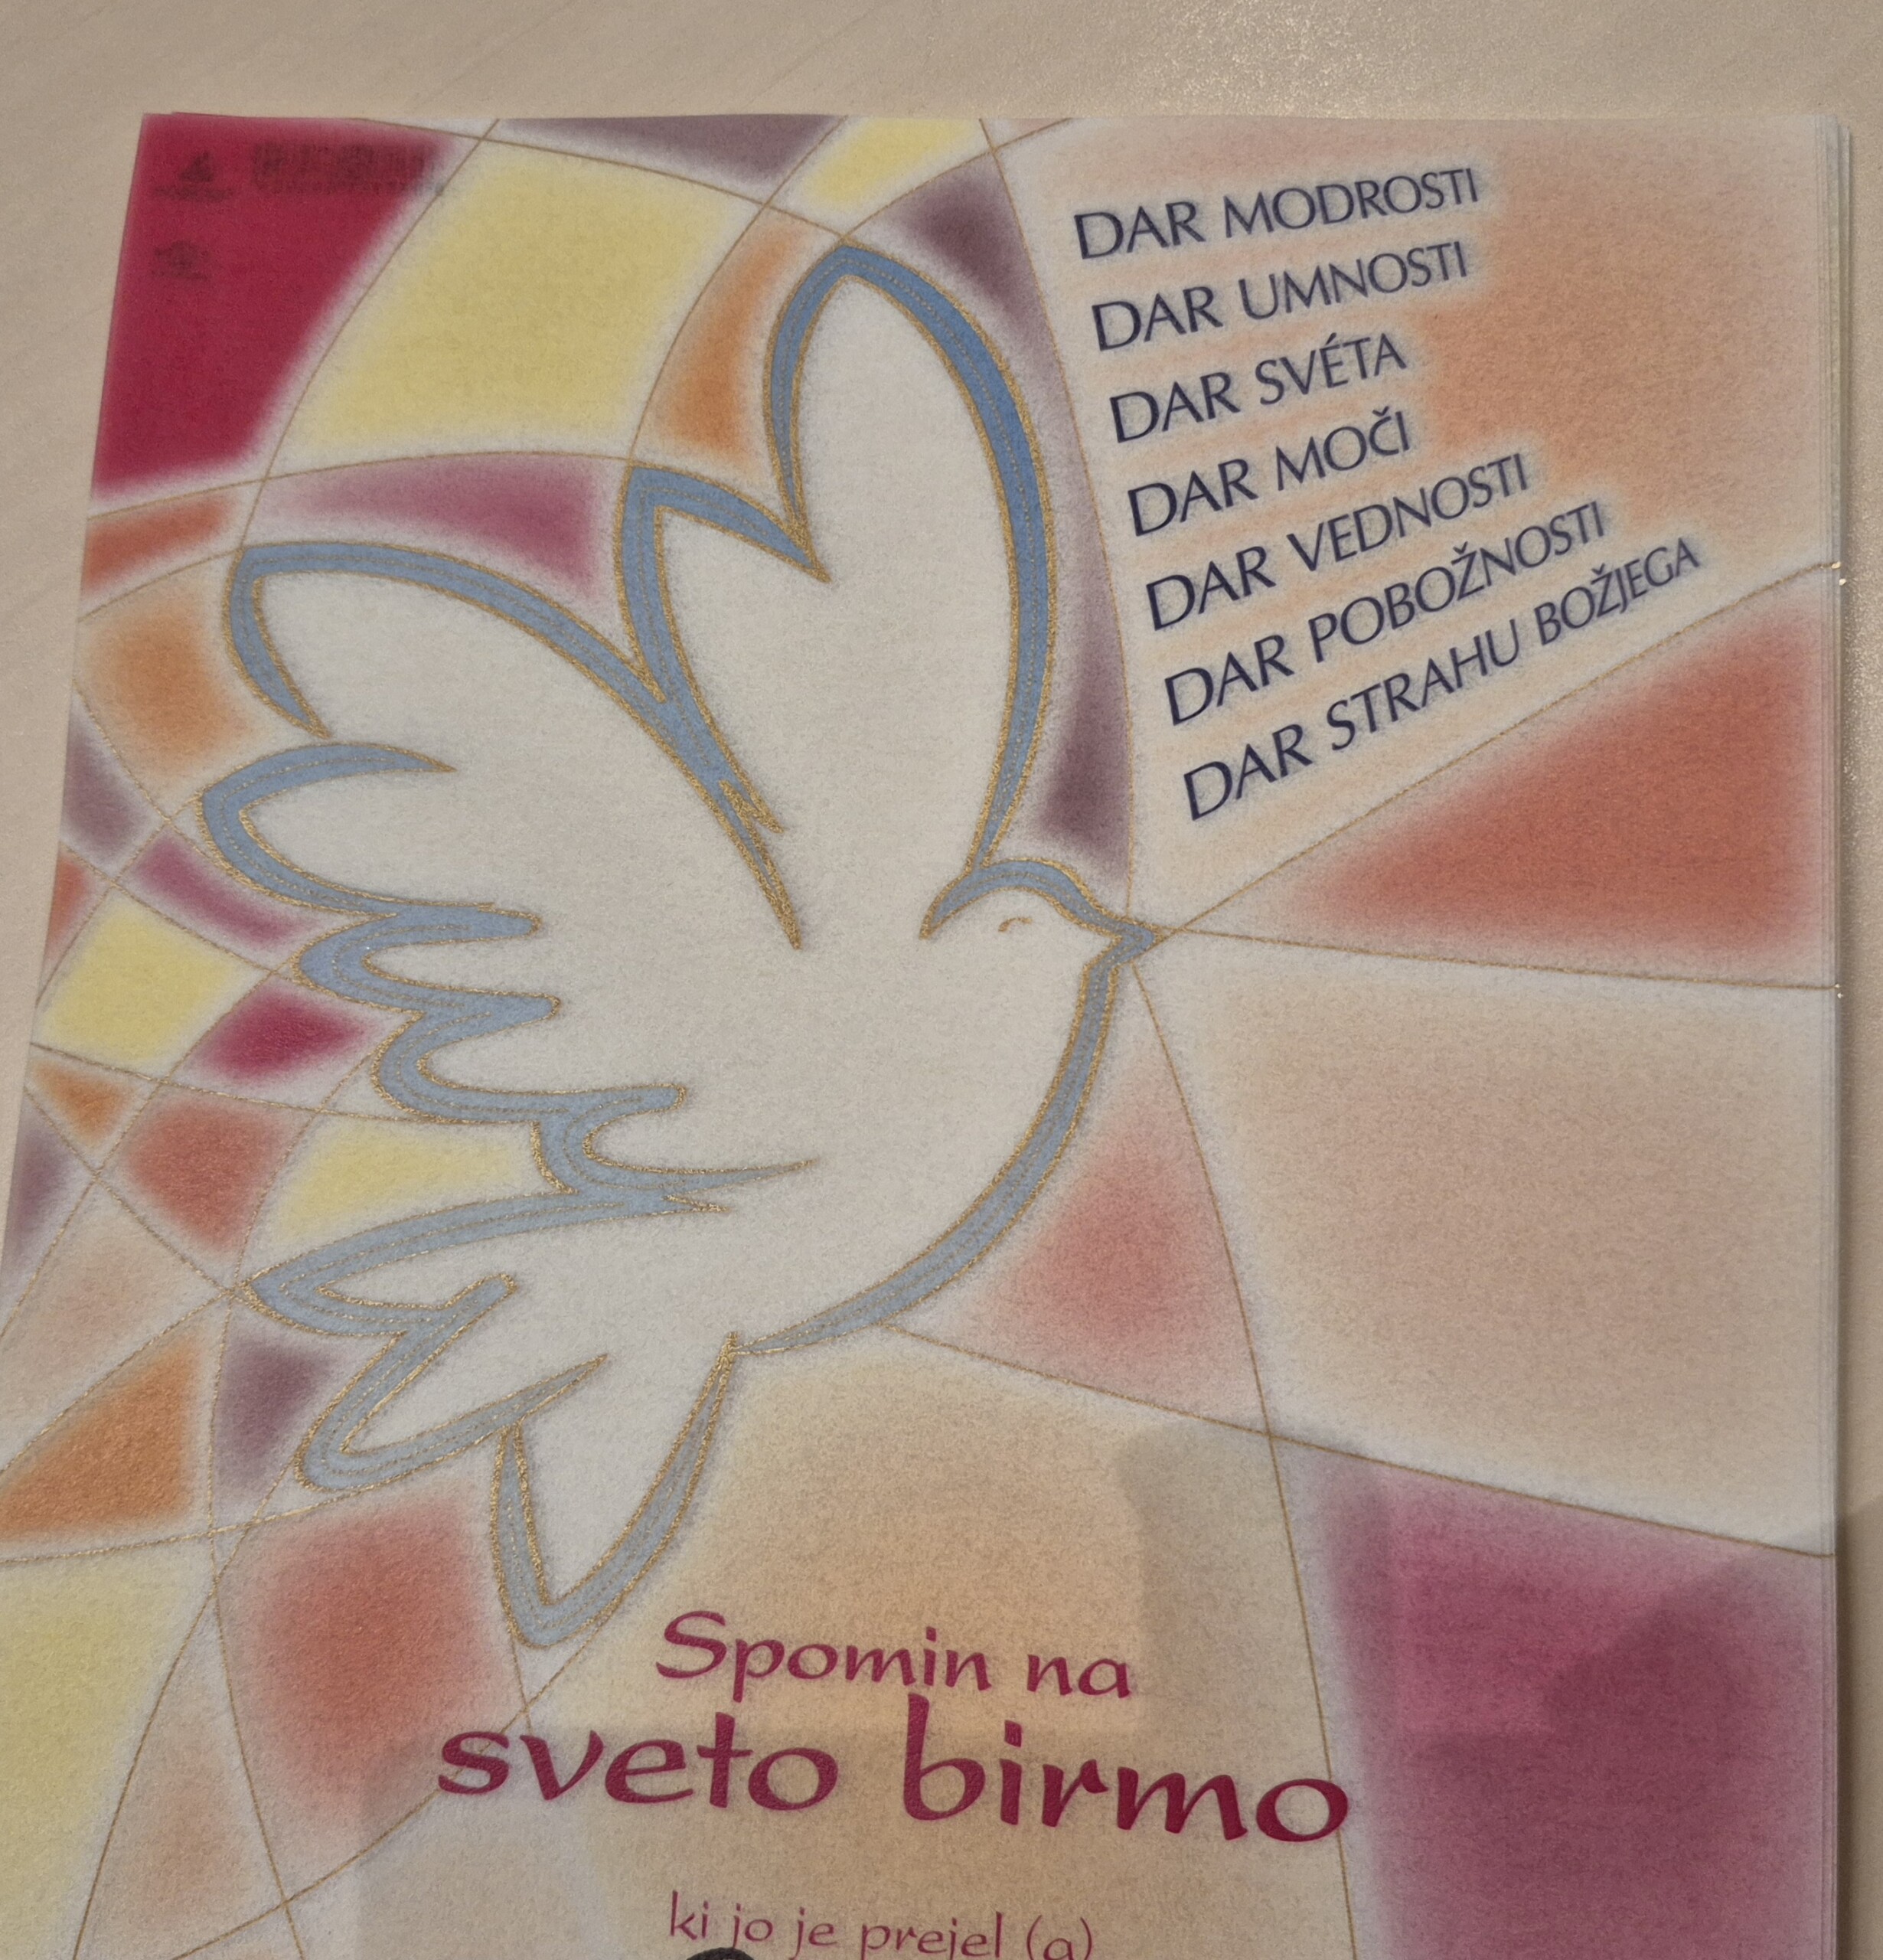 DAR MODROSTI
DAR UMNOSTI
DAR SVÉTA
DAR MOČI
DAR VEDNOSTI
DAR POBOŽNOSTI
DAR STRAHU BOŽJEGA
Spomin na
sveto birmo
ki jo je prejel (a)